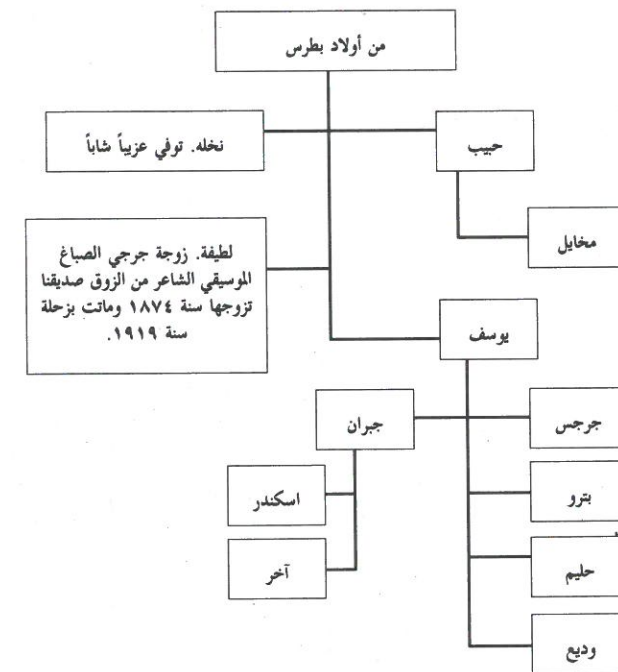 من أولاد بطرس
حبيب
نخله. توفي عزيباً شاباً
مخايل
لطيفة. زوجة جرجي الصباغ
الموسيقي الشاعر من الزوق صديقنا
تزوجها سنة ١٨٧٤ وماتت بزحلة
سنة ١٩١٩.
يوسف
جرجس
جبران
بترو
اسكندر
حليم
آخر
وديع